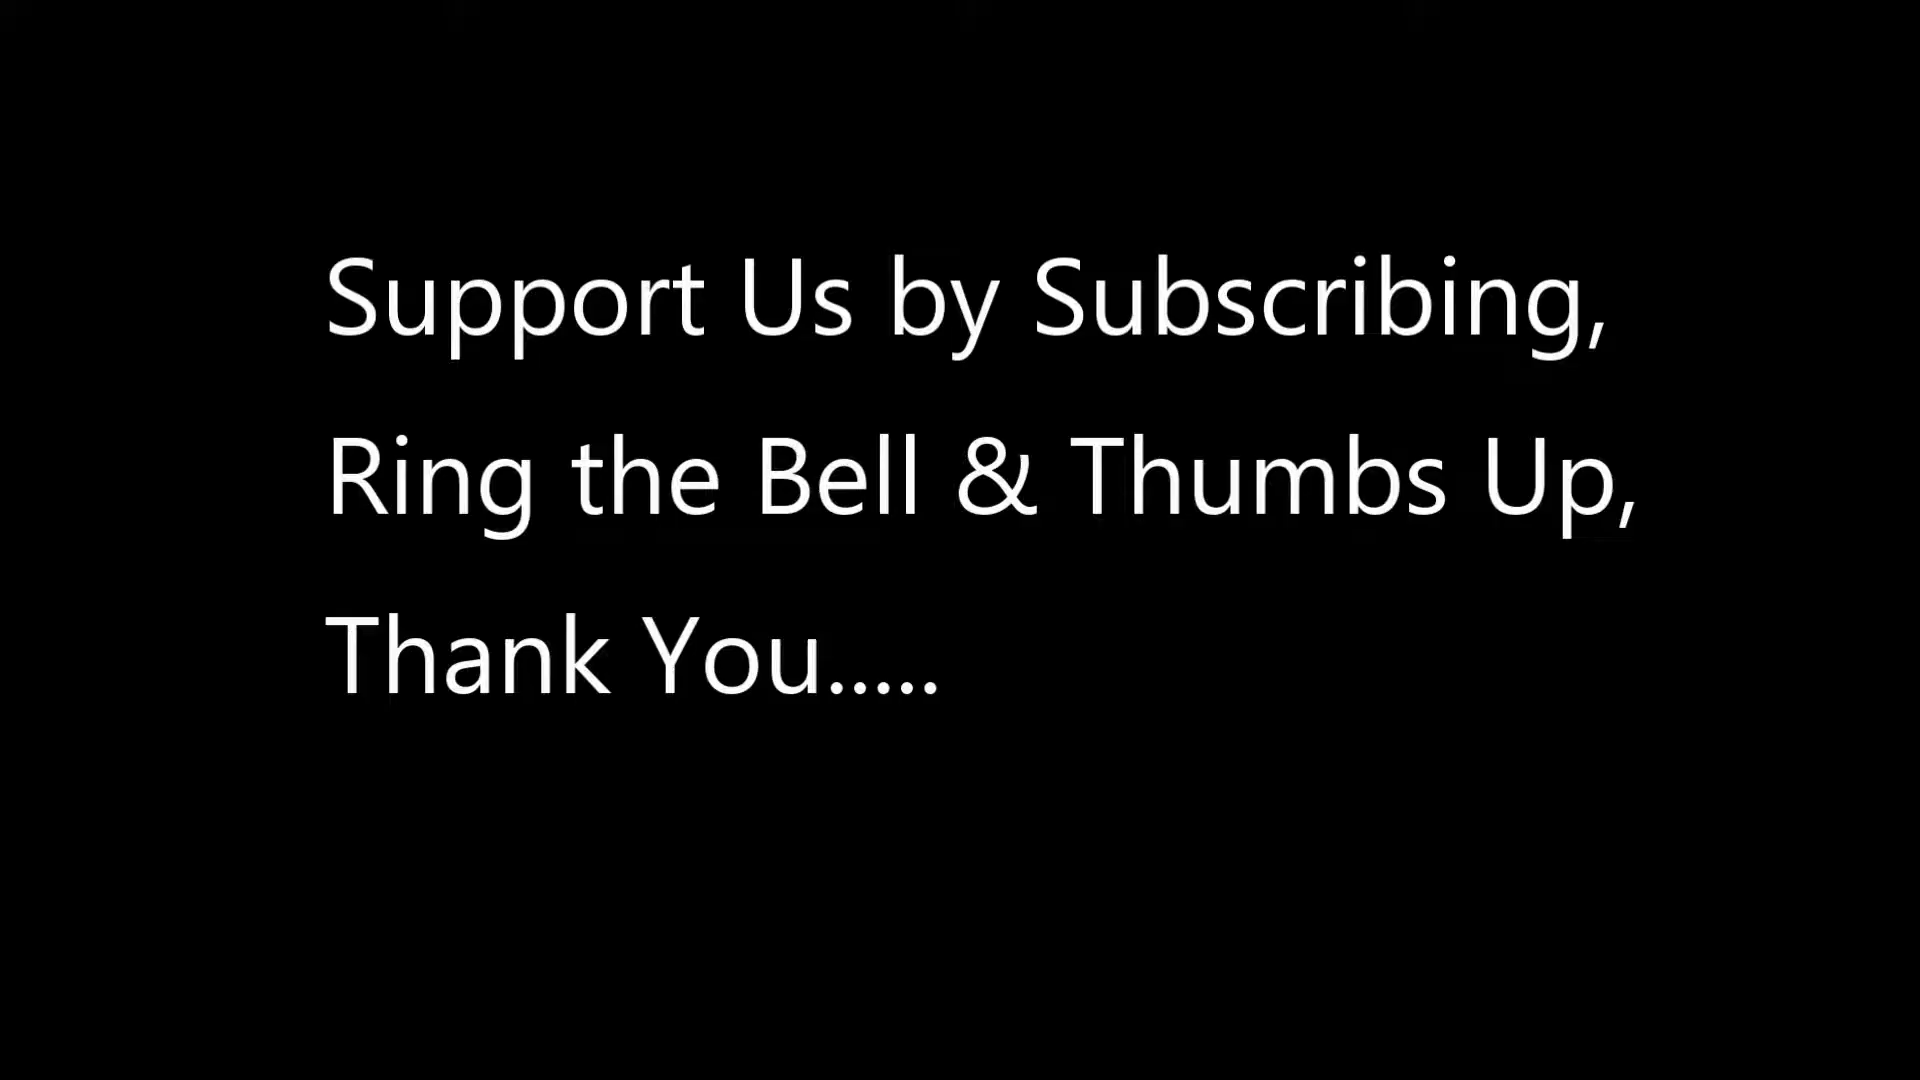 Support Us by Subscribing,
Ring the Bell & Thumbs Up,
Thank You.....